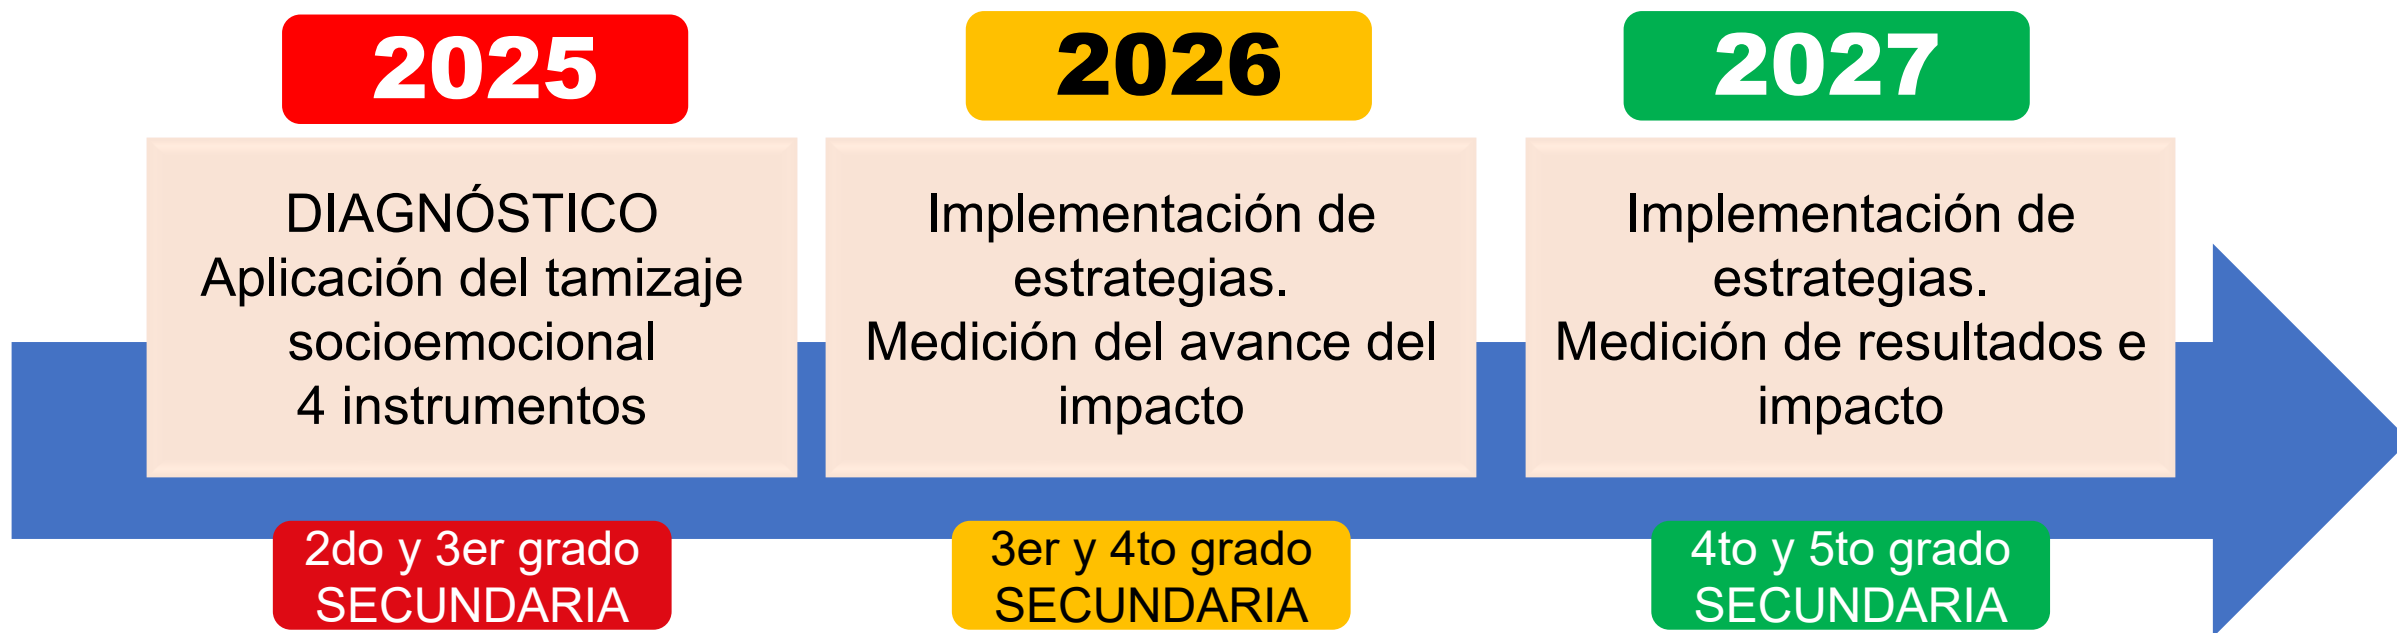 2025
DIAGNÓSTICO
Aplicación del tamizaje
socioemocional
4 instrumentos
2do y 3er grado
SECUNDARIA
2026
Implementación de
estrategias.
Medición del avance del
impacto
3er y 4to grado
SECUNDARIA
2027
Implementación de
estrategias.
Medición de resultados e
impacto
4to y 5to grado
SECUNDARIA